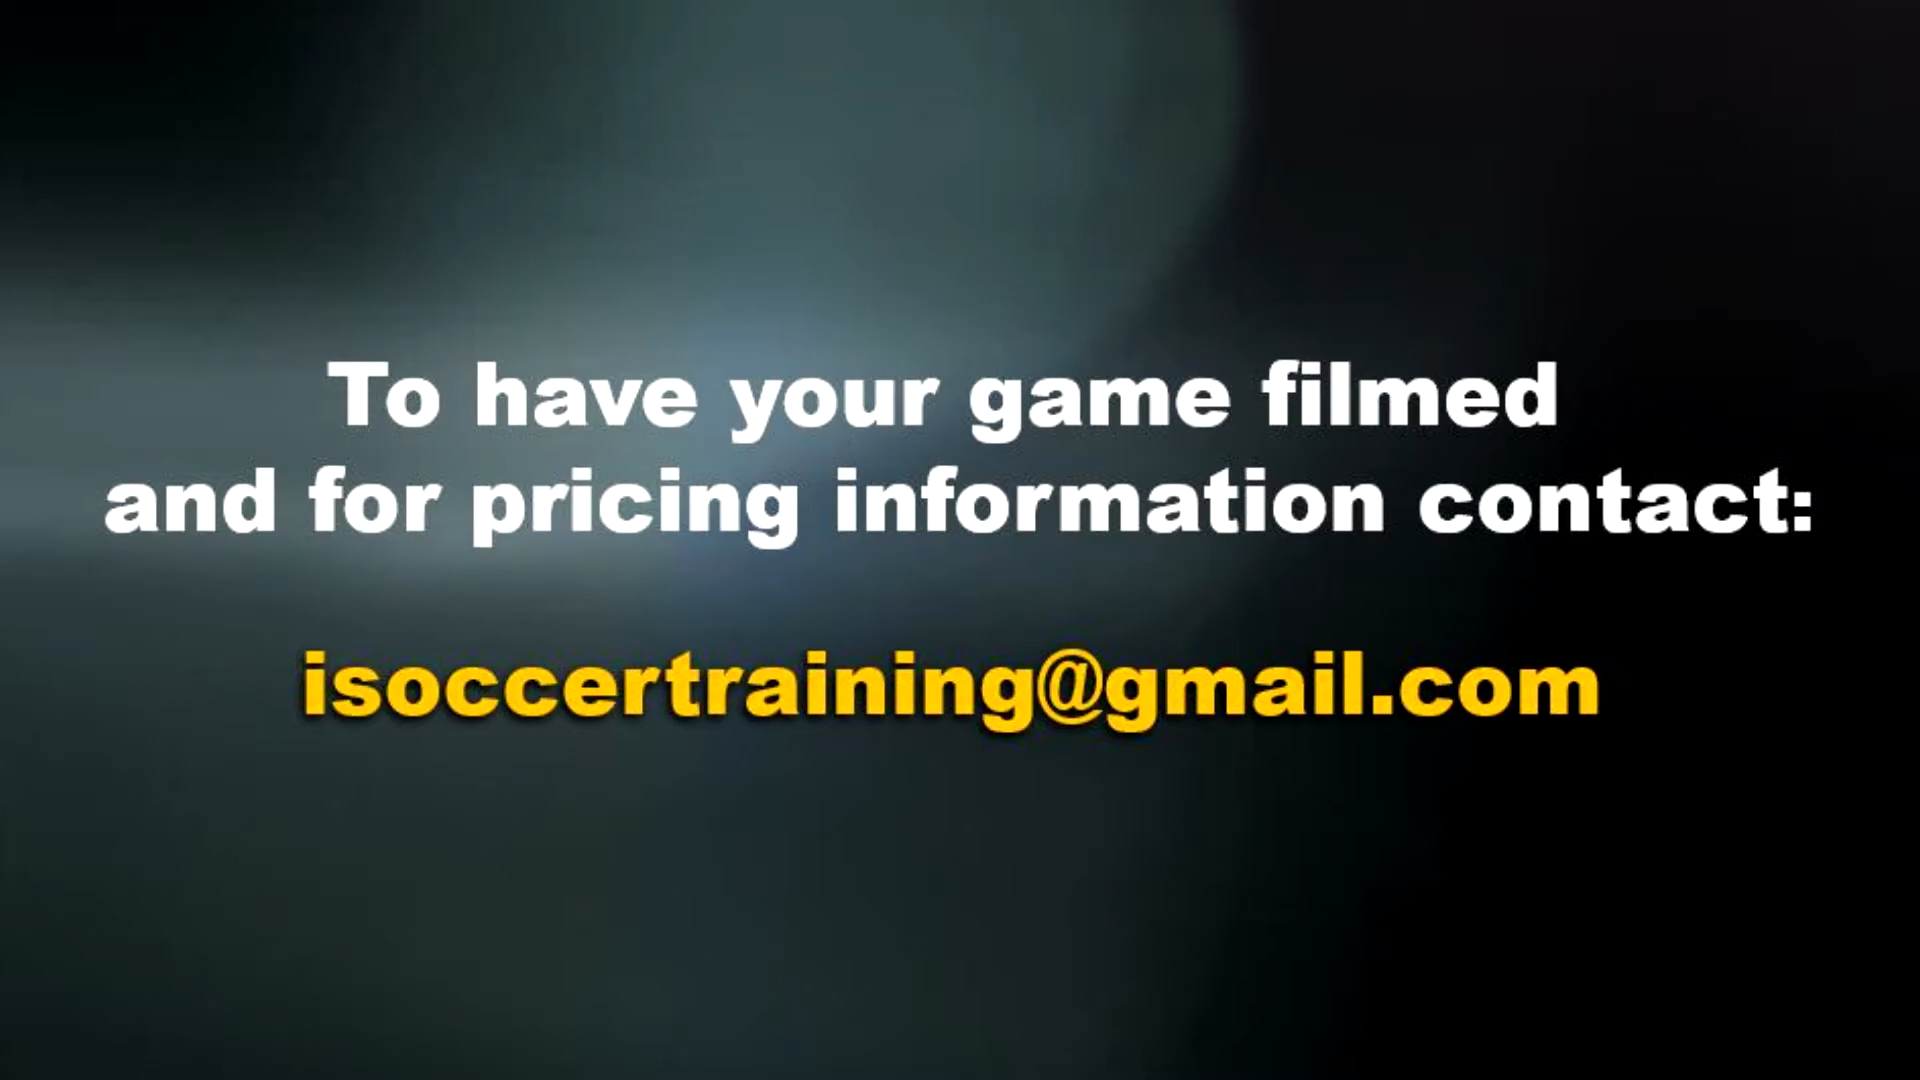 To have your game filmed
and for pricing information contact:
isoccertraining@gmail.com